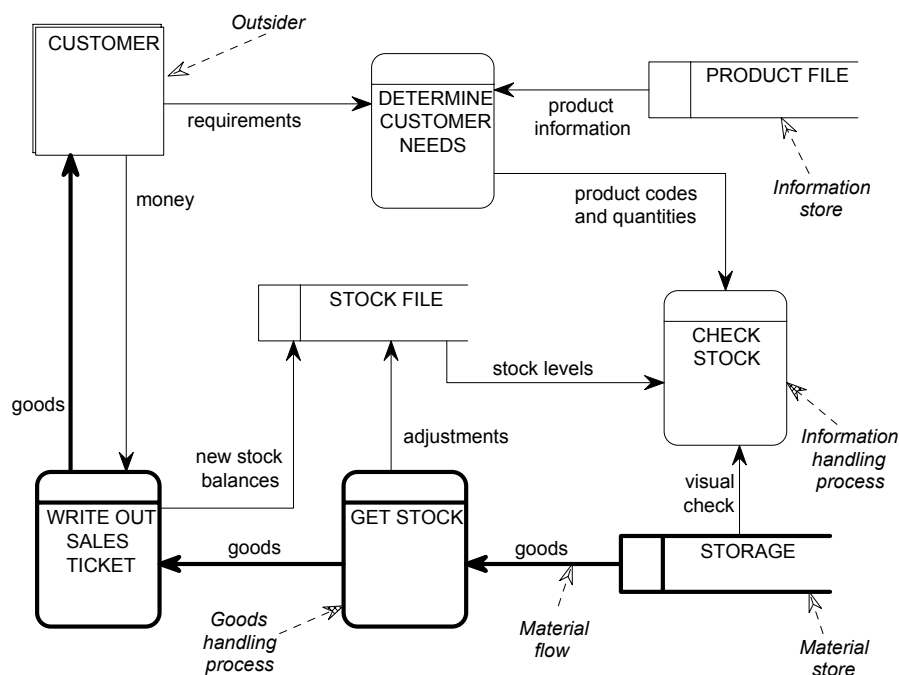 CUSTOMER
Outsider
requirements
DETERMINE
CUSTOMER
NEEDS
product
information
PRODUCT FILE
Information
store
money
product codes
and quantities
STOCK FILE
stock levels
CHECK
STOCK
Information
handling
process
goods
new stock
balances
adjustments
visual
check
WRITE OUT
SALES
TICKET
goods
GET STOCK
goods
STORAGE
Goods
handling
process
Material
flow
Material
store